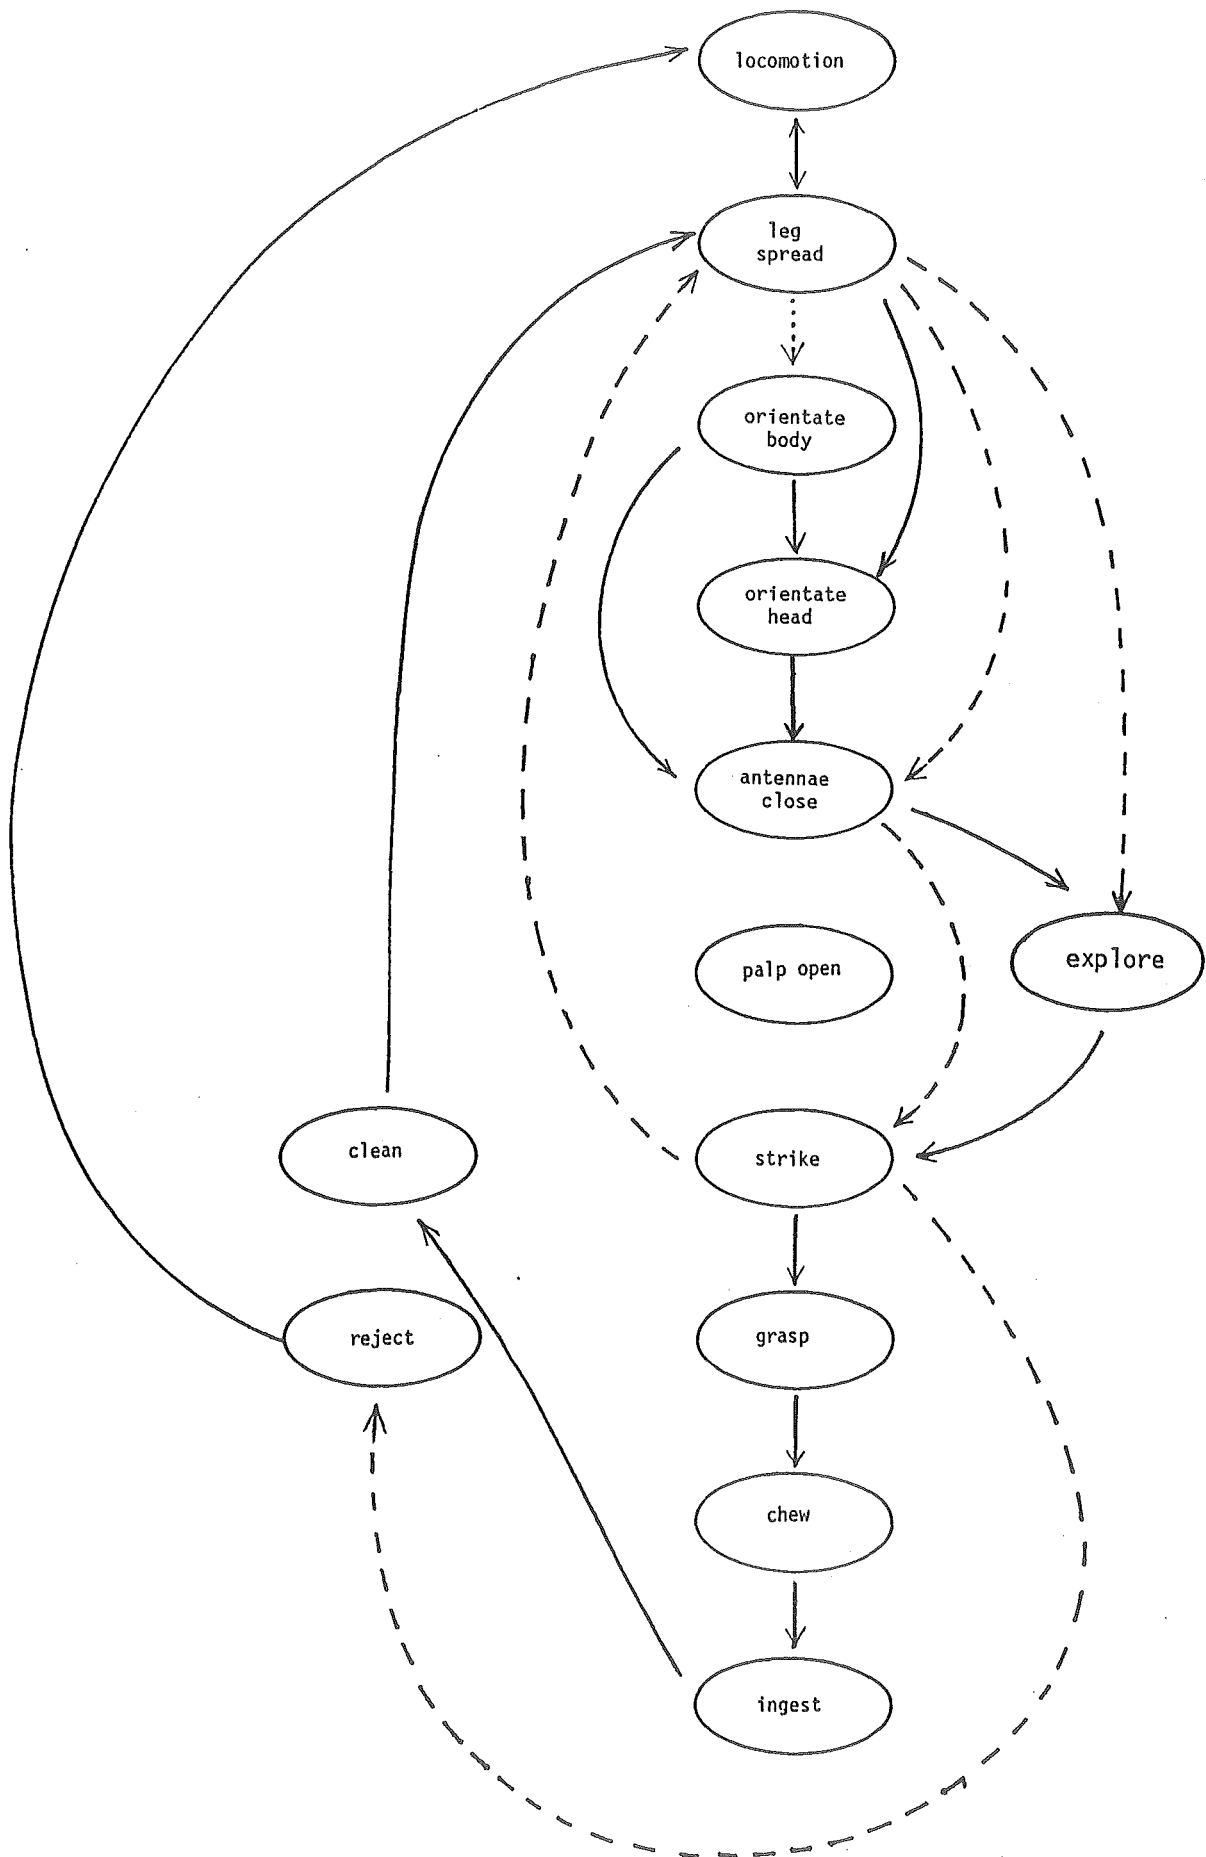 locomotion
leg
spread
orientate
body
orientate
head
antennae
close
palp open
explore
clean
strike
reject
grasp
chew
ingest